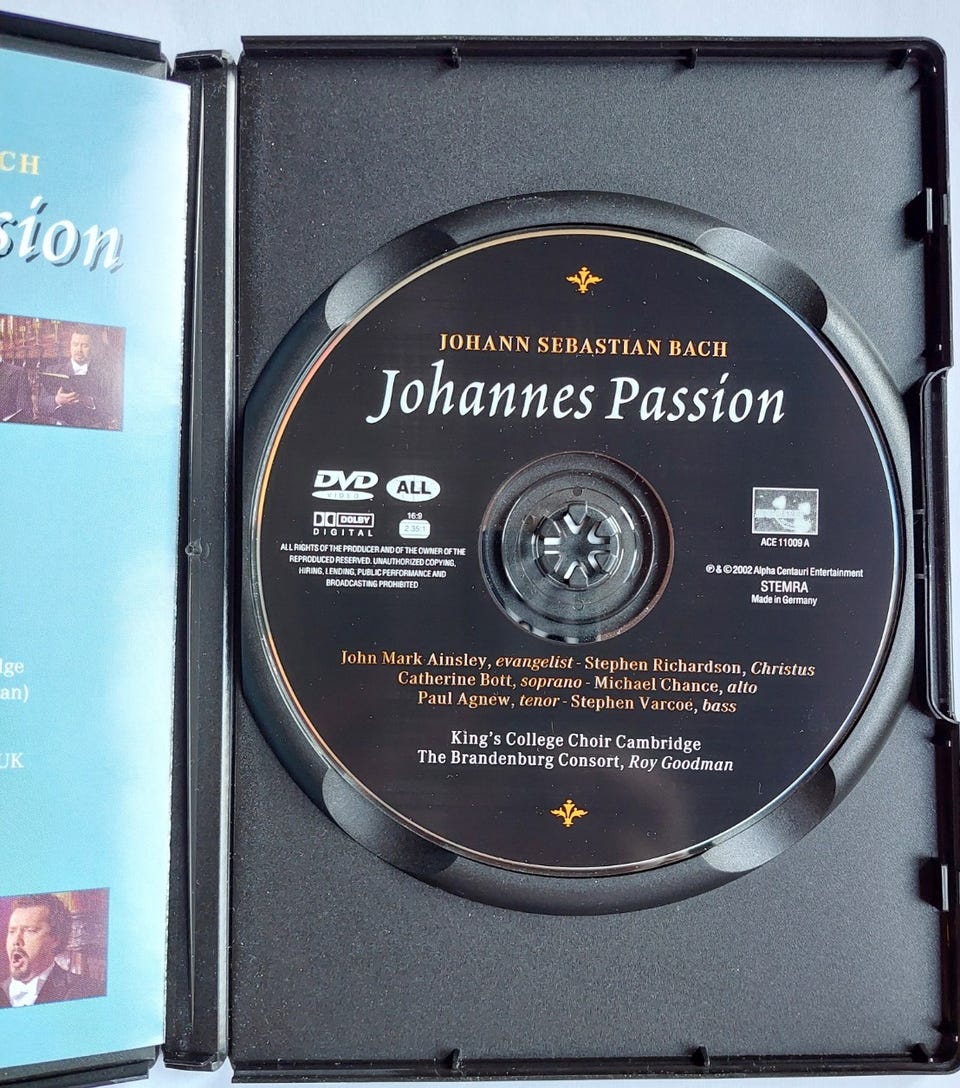 CH
sion
dge
an)
UK
JOHANN SEBASTIAN BACH
Johannes Passion
DVD
VIDEO
ALL
DOLBY
DIGITAL
16:9
2.35:1
ALL RIGHTS OF THE PRODUCER AND OF THE OWNER OF THE
REPRODUCED RESERVED. UNAUTHORIZED COPYING,
HIRING, LENDING, PUBLIC PERFORMANCE AND
BROADCASTING PROHIBITED
ACE 11009 A
℗ & © 2002 Alpha Centauri Entertainment
STEMRA
Made in Germany
John Mark Ainsley, evangelist - Stephen Richardson, Christus
Catherine Bott, soprano - Michael Chance, alto
Paul Agnew, tenor - Stephen Varcoe, bass
King's College Choir Cambridge
The Brandenburg Consort, Roy Goodman